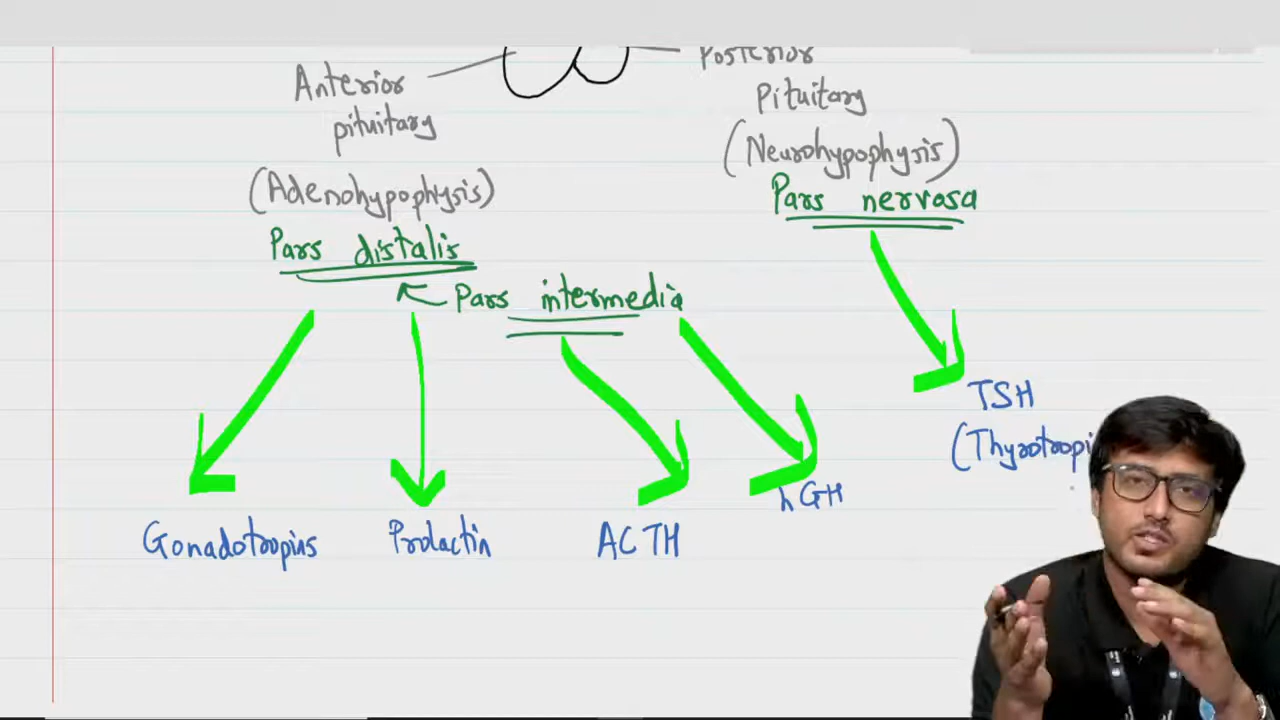 Anterior
pituitary
(Adenohypophysis)
Pars distalis
Pars intermedia
Posterior
Pituitary
(Neurohypophysis)
Pars nervosa
Gonadotropins
Prolactin
ACTH
hGH
TSH